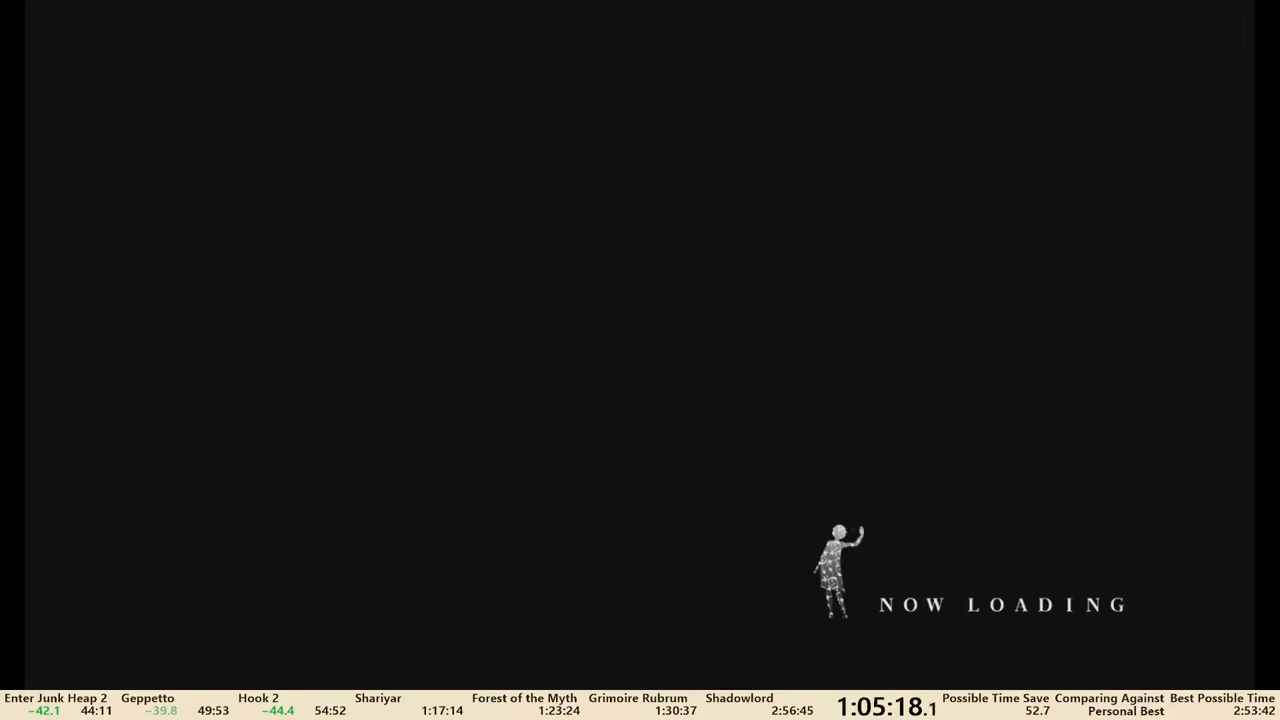 NOW LOADING
Enter Junk Heap 2 Geppetto Hook 2 Shariyar Forest of the Myth Grimoire Rubrum Shadowlord 1:05:18.1 Possible Time Save Comparing Against Best Possible Time
−42.1 44:11 −39.8 49:53 −44.4 54:52 1:17:14 1:23:24 1:30:37 2:56:45 52.7 Personal Best 2:53:42